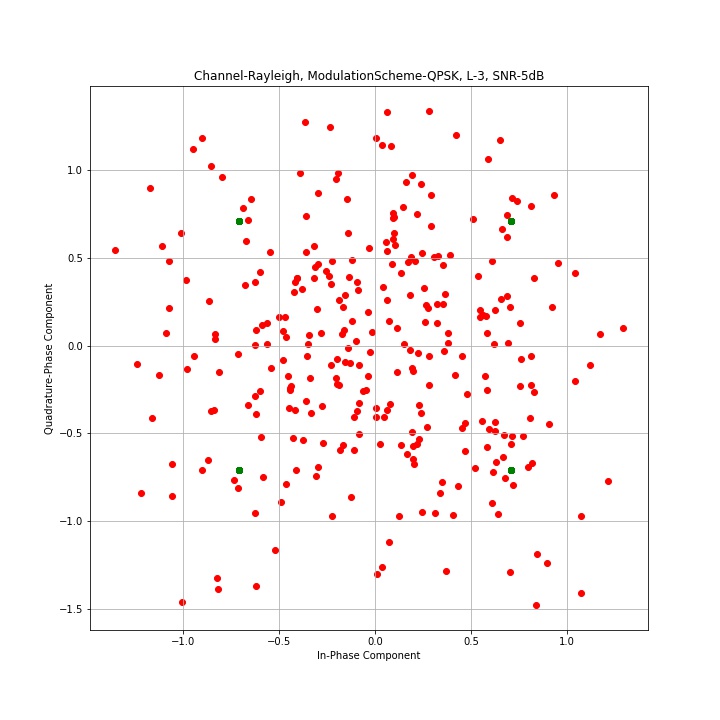 Channel-Rayleigh, ModulationScheme-QPSK, L-3, SNR-5dB
1.0
0.5
0.0
−0.5
−1.0
−1.5
Quadrature-Phase Component
−1.0 −0.5 0.0 0.5 1.0
In-Phase Component